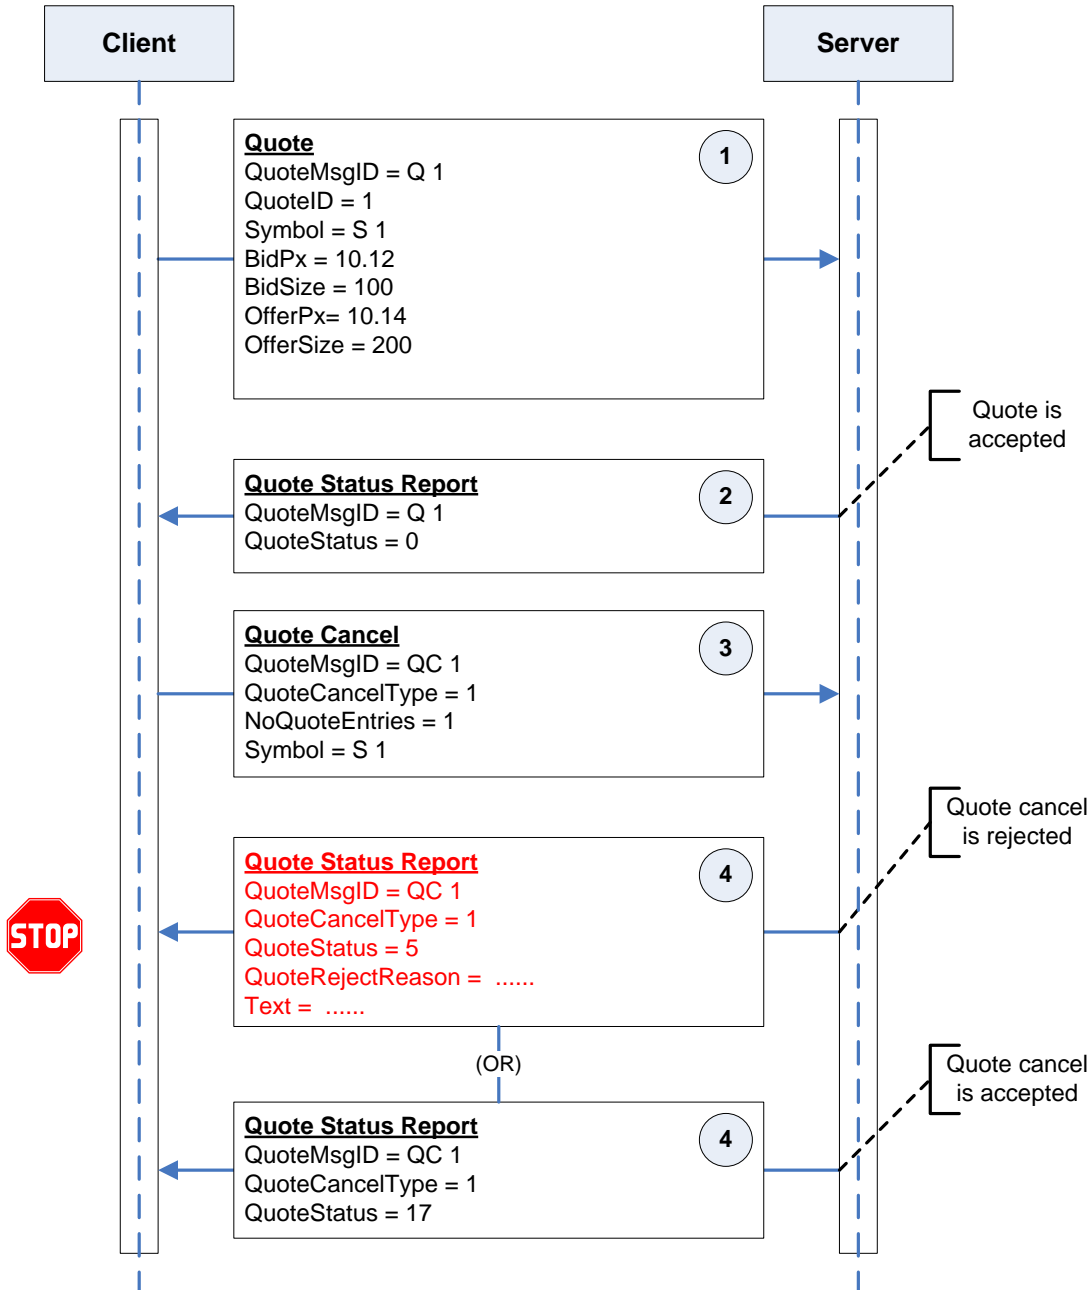 Client
Server
Quote
1
QuoteMsgID = Q 1
QuoteID = 1
Symbol = S 1
BidPx = 10.12
BidSize = 100
OfferPx= 10.14
OfferSize = 200
Quote is
accepted
Quote Status Report
2
QuoteMsgID = Q 1
QuoteStatus = 0
Quote Cancel
3
QuoteMsgID = QC 1
QuoteCancelType = 1
NoQuoteEntries = 1
Symbol = S 1
Quote cancel
is rejected
Quote Status Report
4
QuoteMsgID = QC 1
QuoteCancelType = 1
QuoteStatus = 5
QuoteRejectReason =  ......
Text =  ......
STOP
(OR)
Quote cancel
is accepted
Quote Status Report
4
QuoteMsgID = QC 1
QuoteCancelType = 1
QuoteStatus = 17